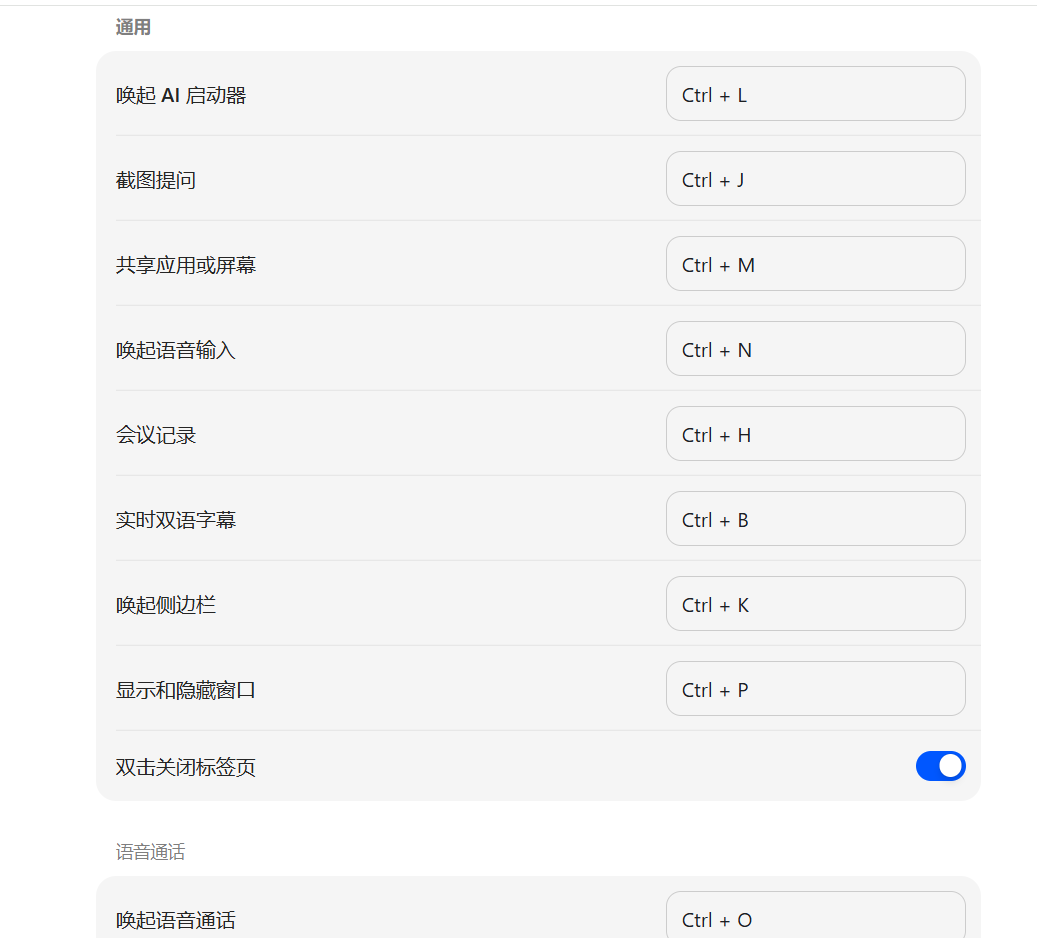 通用
唤起 AI 启动器 Ctrl + L
截图提问 Ctrl + J
共享应用或屏幕 Ctrl + M
唤起语音输入 Ctrl + N
会议记录 Ctrl + H
实时双语字幕 Ctrl + B
唤起侧边栏 Ctrl + K
显示和隐藏窗口 Ctrl + P
双击关闭标签页
语音通话
唤起语音通话 Ctrl + O